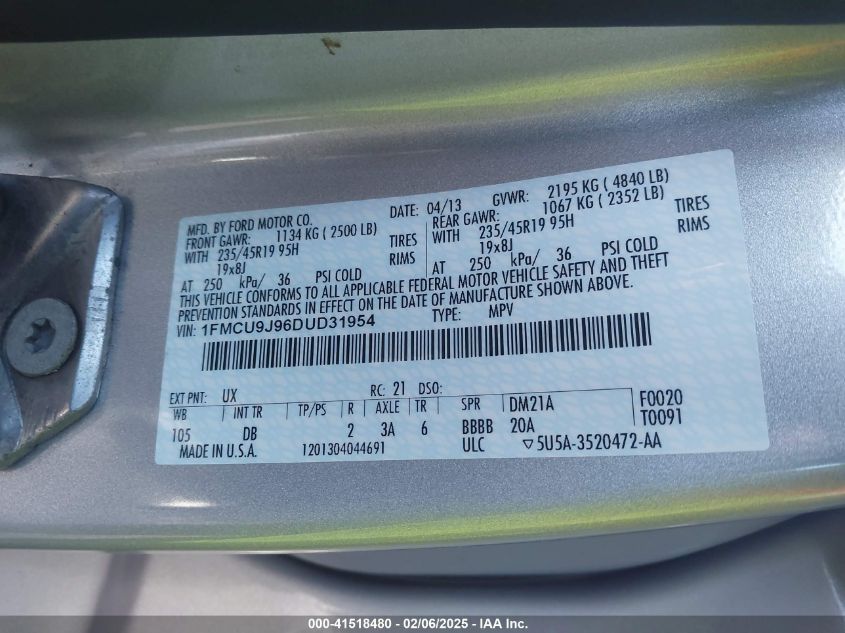 MFD. BY FORD MOTOR CO. DATE: 04/13 GVWR: 2195 KG ( 4840 LB)
FRONT GAWR: 1134 KG ( 2500 LB) REAR GAWR: 1067 KG ( 2352 LB)
WITH 235/45R19 95H TIRES WITH 235/45R19 95H TIRES
19x8J RIMS 19x8J RIMS
AT 250 kPa/ 36 PSI COLD AT 250 kPa/ 36 PSI COLD
THIS VEHICLE CONFORMS TO ALL APPLICABLE FEDERAL MOTOR VEHICLE SAFETY AND THEFT
PREVENTION STANDARDS IN EFFECT ON THE DATE OF MANUFACTURE SHOWN ABOVE.
VIN: 1FMCU9J96DUD31954 TYPE: MPV
EXT PNT: UX RC: 21 DSO:
WB INT TR TP/PS R AXLE TR SPR DM21A F0020
105 DB 2 3A 6 BBBB 20A T0091
MADE IN U.S.A. 1201304044691 ULC ▽5U5A-3520472-AA
000-41518480 - 02/06/2025 - IAA Inc.